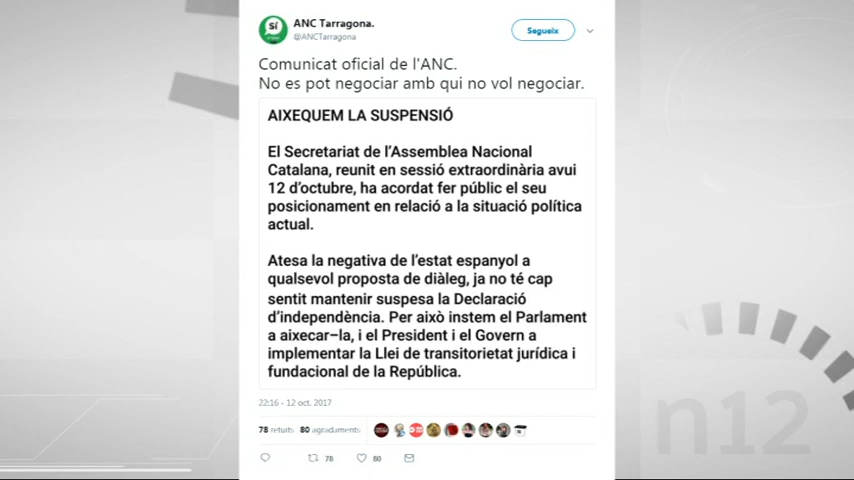 Sí
ANC Tarragona.
@ANCTarragona
Segueix
Comunicat oficial de l'ANC.
No es pot negociar amb qui no vol negociar.
AIXEQUEM LA SUSPENSIÓ
El Secretariat de l'Assemblea Nacional
Catalana, reunit en sessió extraordinària avui
12 d'octubre, ha acordat fer públic el seu
posicionament en relació a la situació política
actual.
Atesa la negativa de l'estat espanyol a
qualsevol proposta de diàleg, ja no té cap
sentit mantenir suspesa la Declaració
d'independència. Per això instem el Parlament
a aixecar–la, i el President i el Govern a
implementar la Llei de transitorietat jurídica i
fundacional de la República.
22:16 - 12 oct. 2017
78 retuits 80 agradaments
78 80
n12